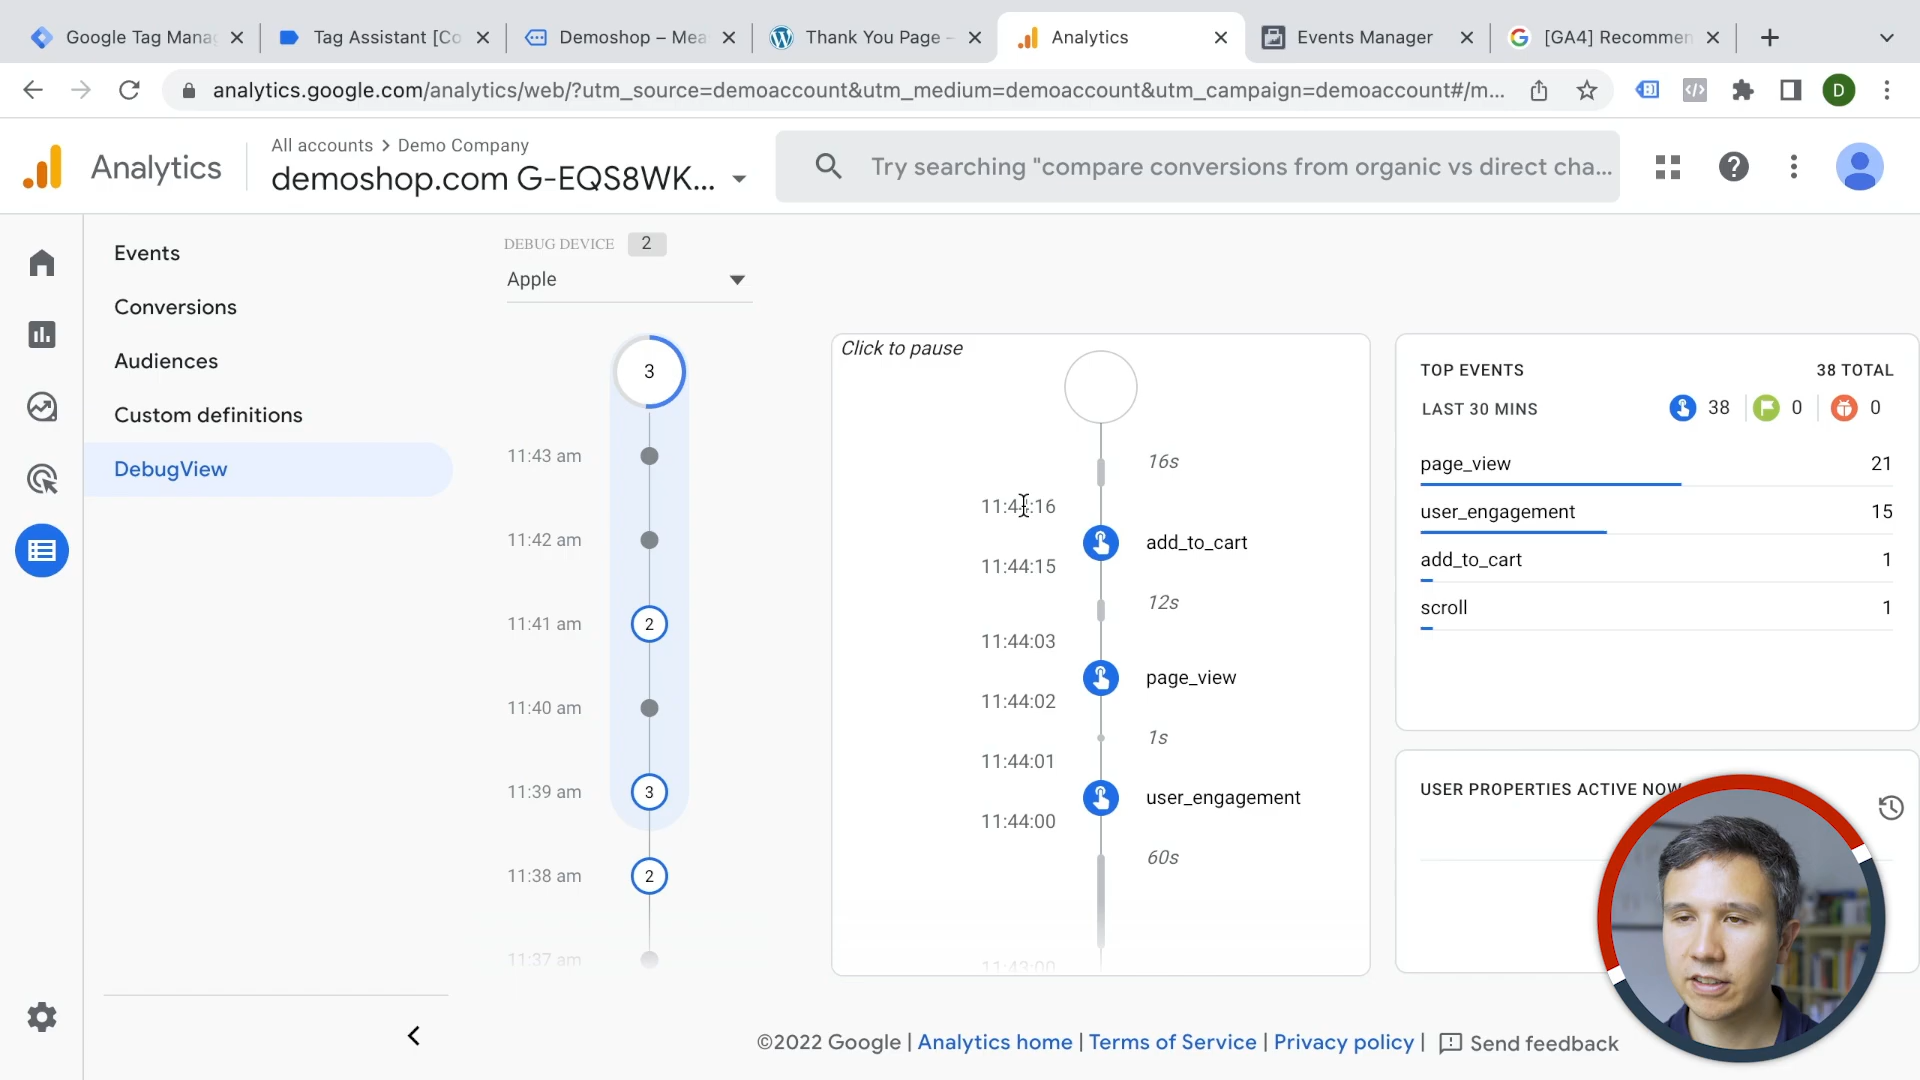 Google Tag Mana
Tag Assistant [Co
Demoshop – Mea
Thank You Page –
Analytics
Events Manager
[GA4] Recommen
analytics.google.com/analytics/web/?utm_source=demoaccount&utm_medium=demoaccount&utm_campaign=demoaccount#/m...
D
Analytics
All accounts > Demo Company
demoshop.com G-EQS8WK...
Try searching "compare conversions from organic vs direct cha...
Events
Conversions
Audiences
Custom definitions
DebugView
DEBUG DEVICE 2
Apple
3
11:43 am
11:42 am
11:41 am 2
11:40 am
11:39 am 3
11:38 am 2
11:37 am
Click to pause
16s
11:44:16
add_to_cart
11:44:15
12s
11:44:03
page_view
11:44:02
1s
11:44:01
user_engagement
11:44:00
60s
11:43:00
TOP EVENTS 38 TOTAL
LAST 30 MINS 38 0 0
page_view 21
user_engagement 15
add_to_cart 1
scroll 1
USER PROPERTIES ACTIVE NOW
©2022 Google | Analytics home | Terms of Service | Privacy policy | Send feedback